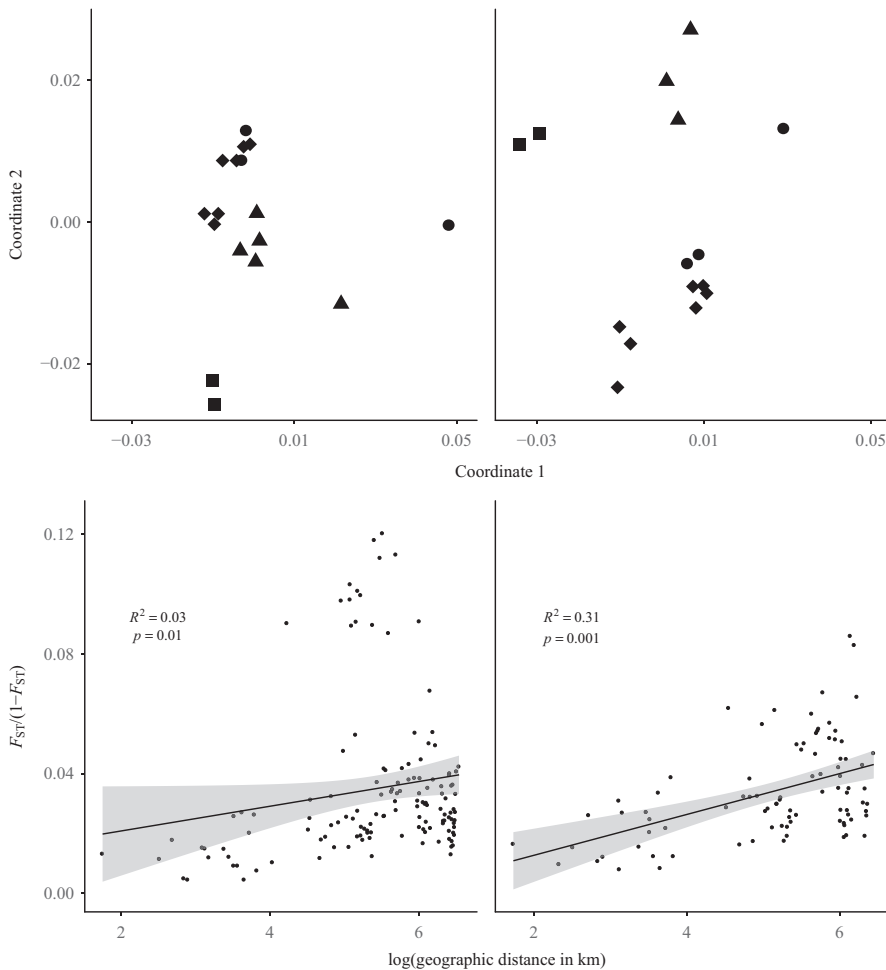 0.02
0.00
−0.02
Coordinate 2
−0.03 0.01 0.05 −0.03 0.01 0.05
Coordinate 1
0.12
0.08
0.04
0.00
F_ST/(1−F_ST)
R² = 0.03
p = 0.01
R² = 0.31
p = 0.001
2 4 6 2 4 6
log(geographic distance in km)